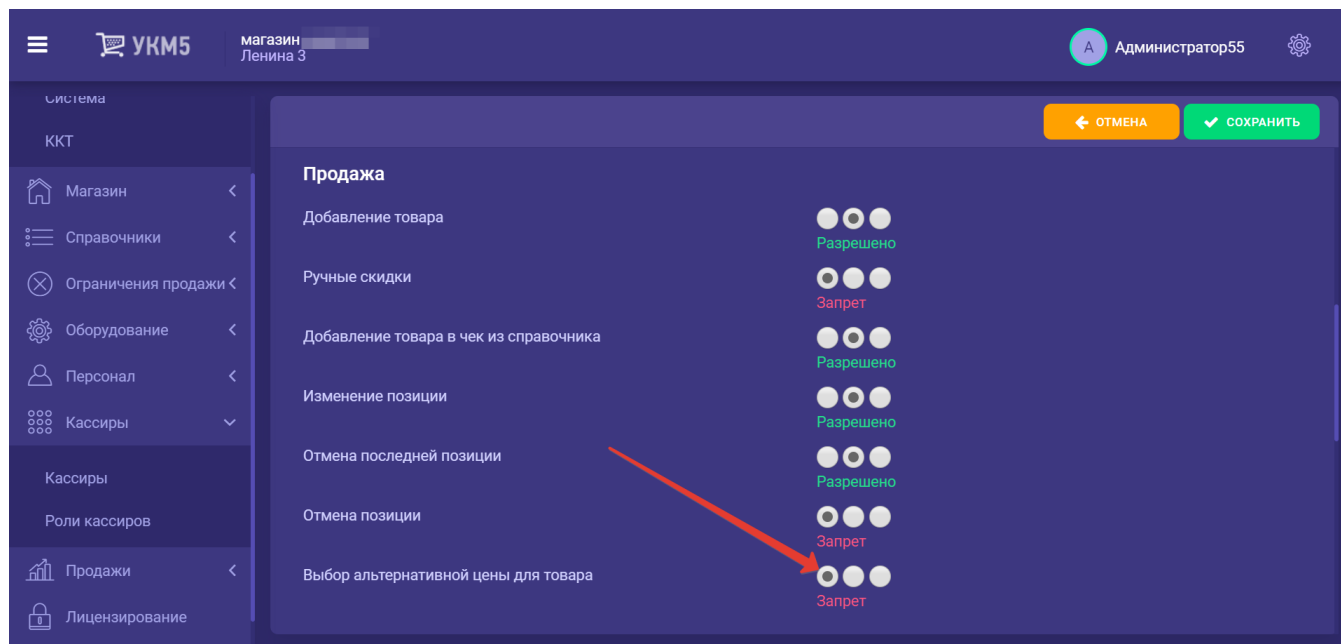 УКМ5
магазин
Ленина 3
А
Администратор55
Система
ККТ
Магазин
Справочники
Ограничения продажи
Оборудование
Персонал
Кассиры
Кассиры
Роли кассиров
Продажи
Лицензирование
ОТМЕНА
СОХРАНИТЬ
Продажа
Добавление товара
Разрешено
Ручные скидки
Запрет
Добавление товара в чек из справочника
Разрешено
Изменение позиции
Разрешено
Отмена последней позиции
Разрешено
Отмена позиции
Запрет
Выбор альтернативной цены для товара
Запрет